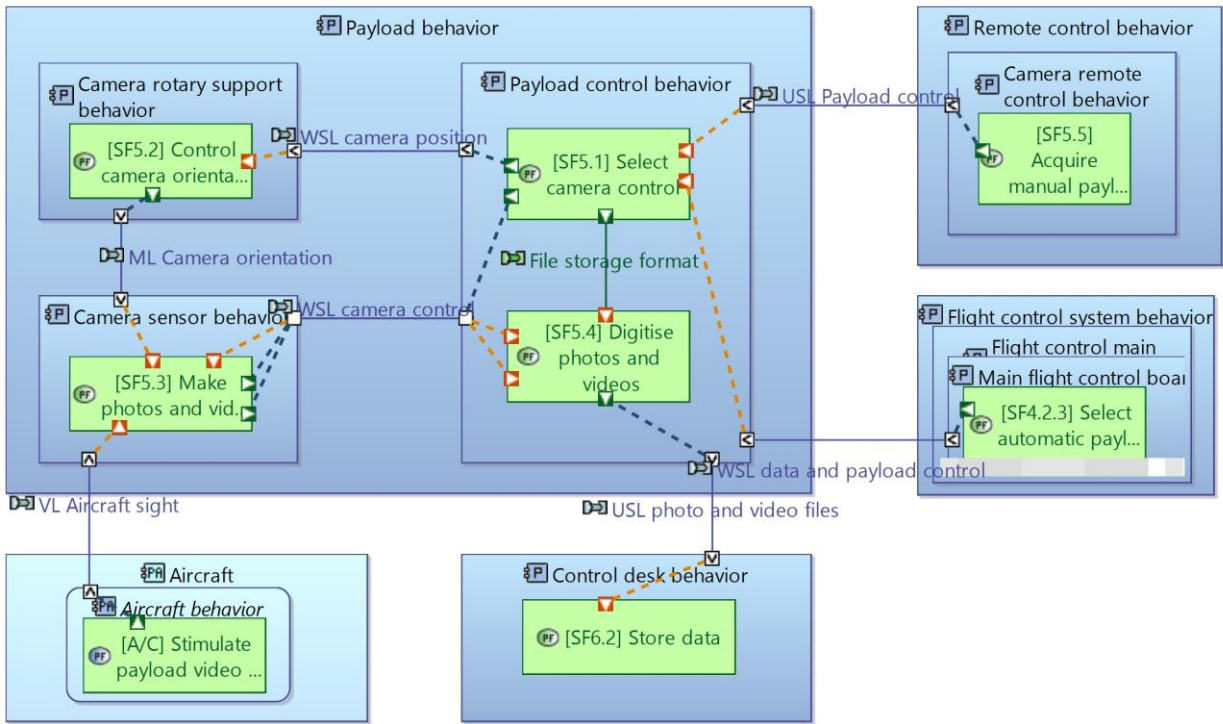 Payload behavior
Camera rotary support
behavior
[SF5.2] Control
camera orienta...
WSL camera position
Payload control behavior
[SF5.1] Select
camera control
USL Payload control
Remote control behavior
Camera remote
control behavior
[SF5.5]
Acquire
manual payl...
ML Camera orientation
File storage format
Camera sensor behavior
WSL camera control
[SF5.3] Make
photos and vid...
[SF5.4] Digitise
photos and
videos
Flight control system behavior
Flight control main
Main flight control boar
[SF4.2.3] Select
automatic payl...
WSL data and payload control
VL Aircraft sight
USL photo and video files
Aircraft
Aircraft behavior
[A/C] Stimulate
payload video ...
Control desk behavior
[SF6.2] Store data
P
PA
PF